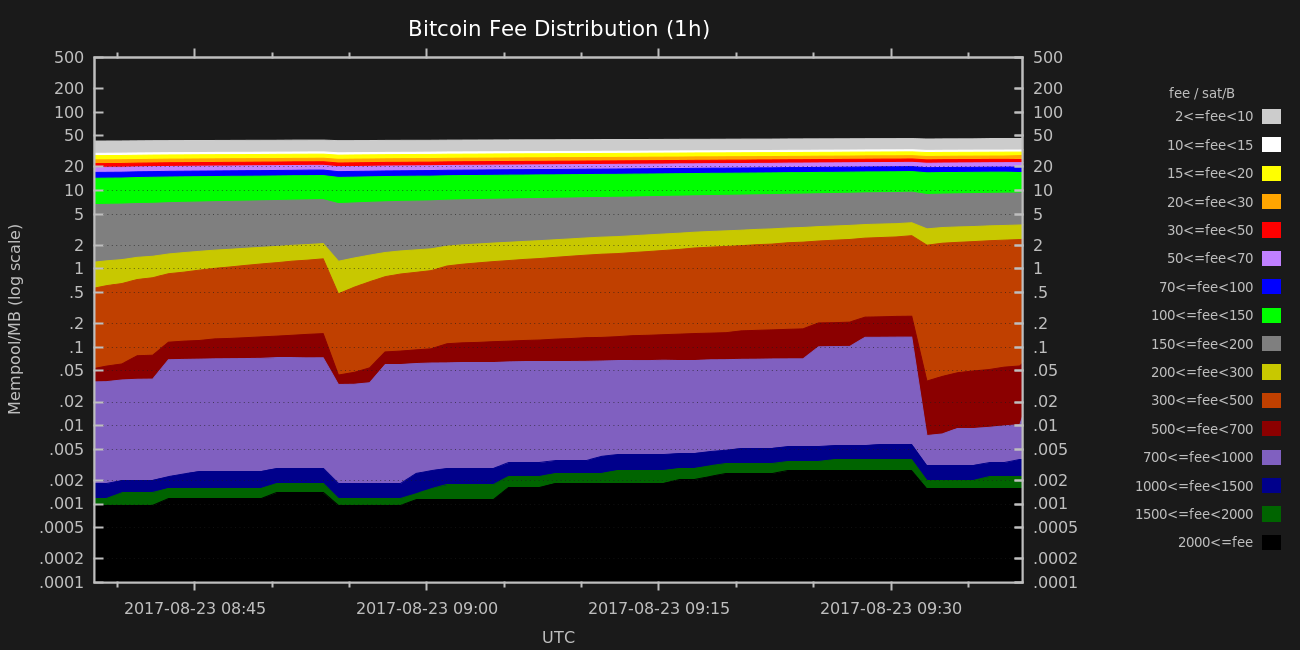 Bitcoin Fee Distribution (1h)
500
200
100
50
20
10
5
2
1
.5
.2
.1
.05
.02
.01
.005
.002
.001
.0005
.0002
.0001
Mempool/MB (log scale)
500
200
100
50
20
10
5
2
1
.5
.2
.1
.05
.02
.01
.005
.002
.001
.0005
.0002
.0001
2017-08-23 08:45 2017-08-23 09:00 2017-08-23 09:15 2017-08-23 09:30
UTC
fee / sat/B
2<=fee<10
10<=fee<15
15<=fee<20
20<=fee<30
30<=fee<50
50<=fee<70
70<=fee<100
100<=fee<150
150<=fee<200
200<=fee<300
300<=fee<500
500<=fee<700
700<=fee<1000
1000<=fee<1500
1500<=fee<2000
2000<=fee